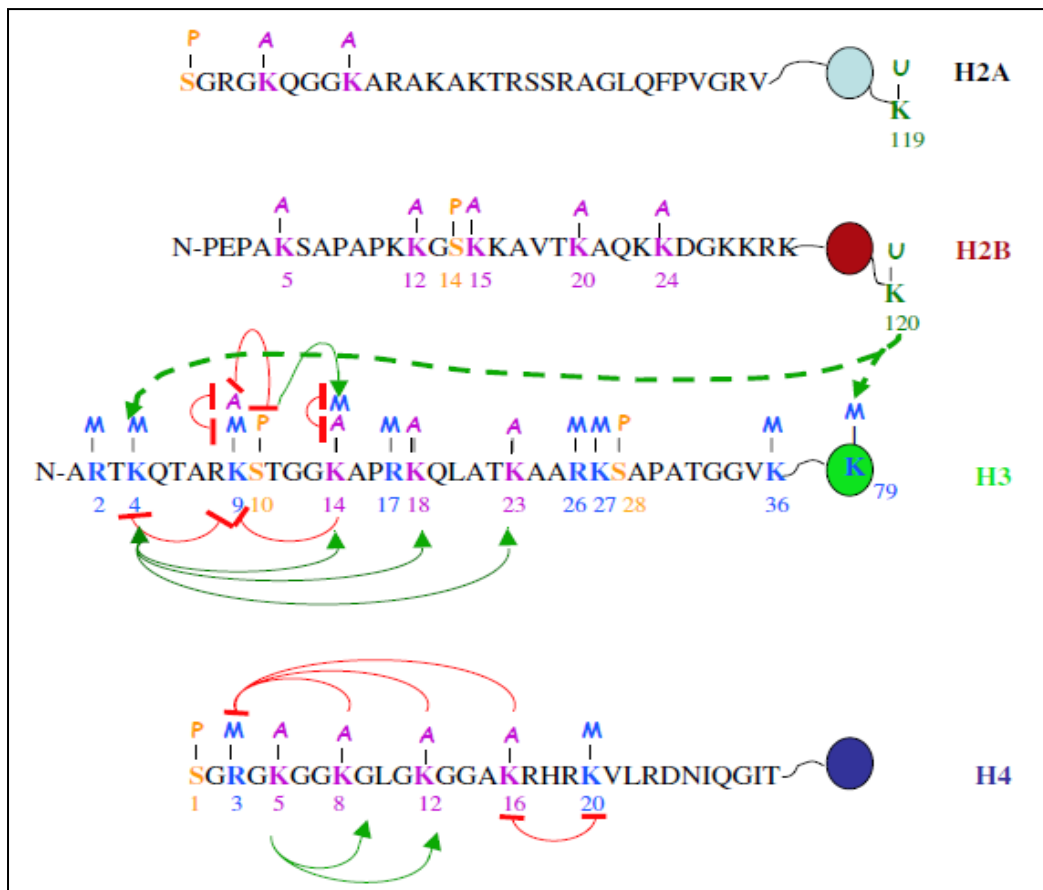 P A A
SGRGKQGGKARAKAKTRSSRAGLQFPVGRV U H2A
K
119
A A P A A A
N-PEPAKSAPAPKKGSKKAVTKAQKKDGKKRK U H2B
5 12 14 15 20 24 K
120
A M
M M M P A M A A M M P M M
N-ARTKQTARKSTGGKAPRKQLATKAARKSAPATGGVK K H3
2 4 9 10 14 17 18 23 26 27 28 36 79
P M A A A A M
SGRGKGGKGLGKGGAKRHRKVLRDNIQGIT H4
1 3 5 8 12 16 20